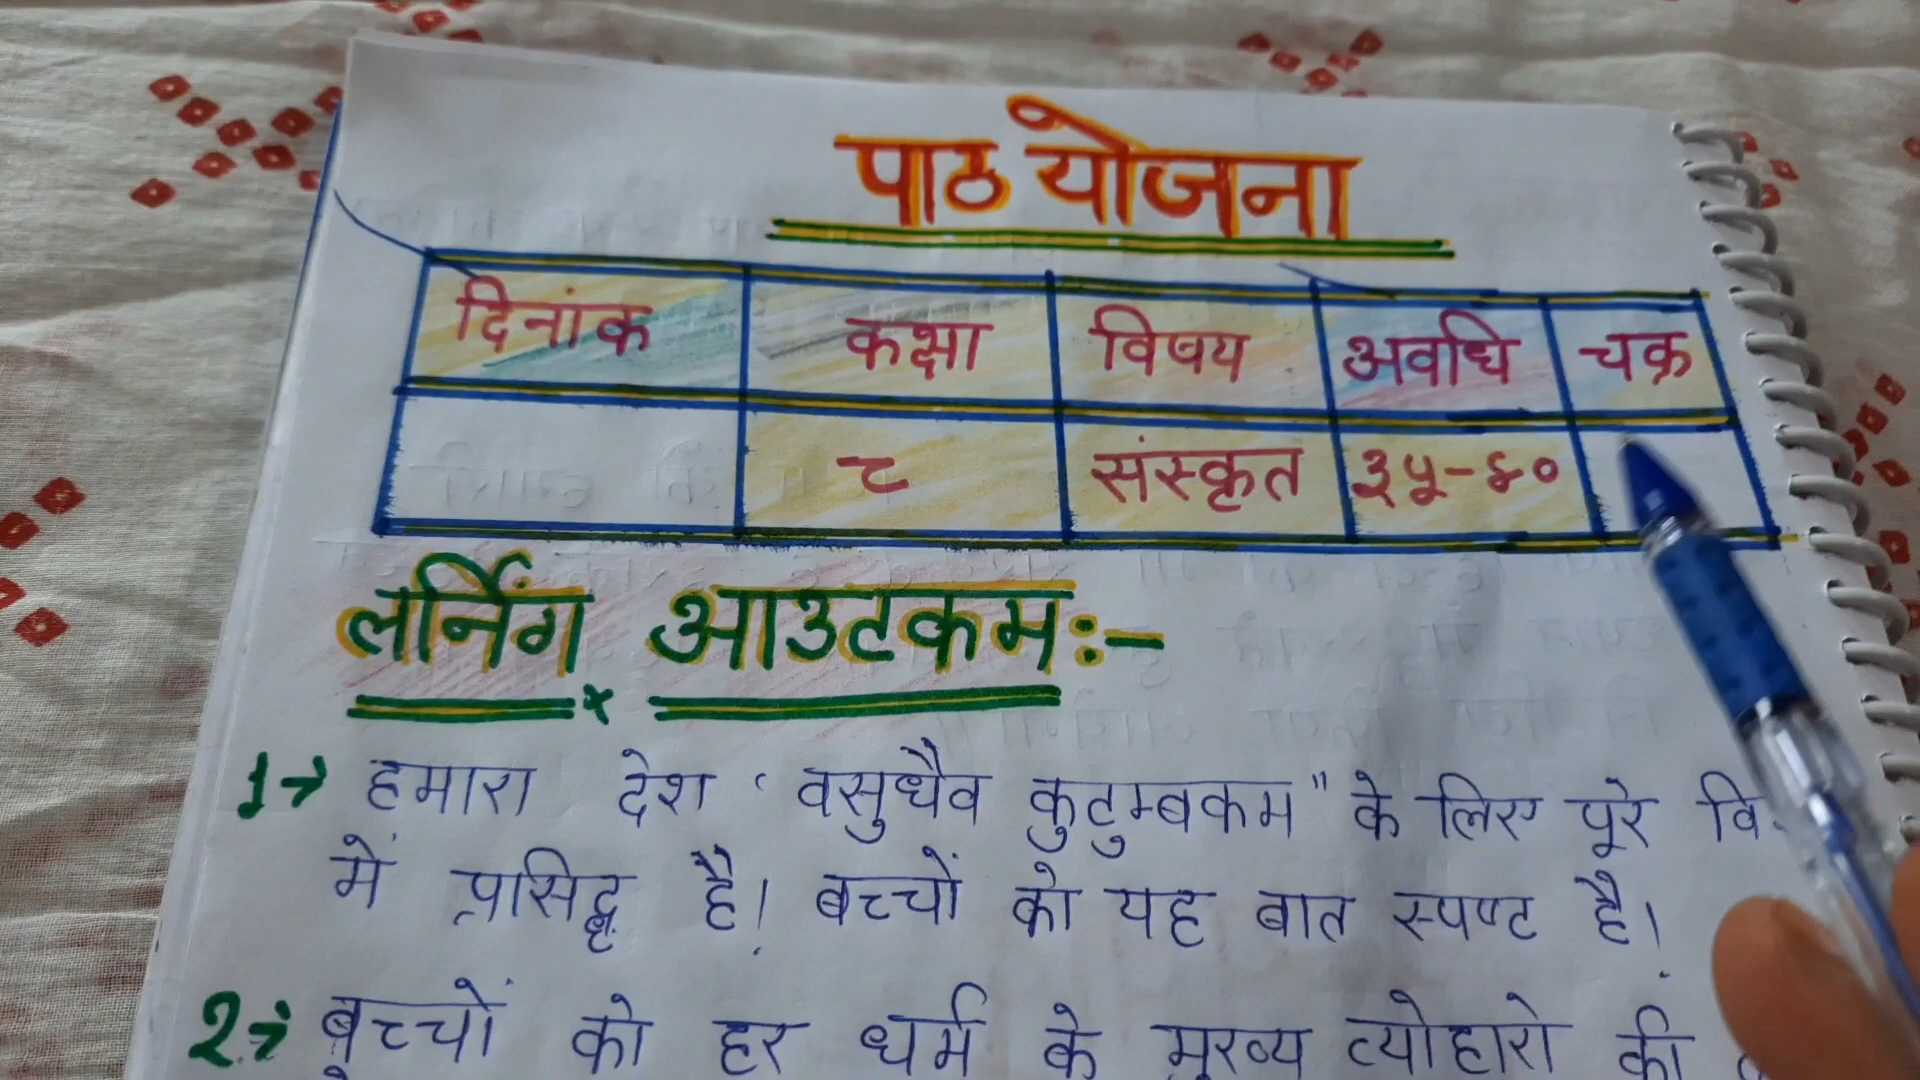 पाठ योजना
दिनांक कक्षा विषय अवधि चक्र
८ संस्कृत ३५-४०
लर्निंग आउटकम:-
1→ हमारा देश ‘वसुधैव कुटुम्बकम" के लिए पूरे
में प्रसिद्ध है। बच्चों को यह बात स्पष्ट है।
2→ बच्चों को हर धर्म के मुख्य त्योहारो की